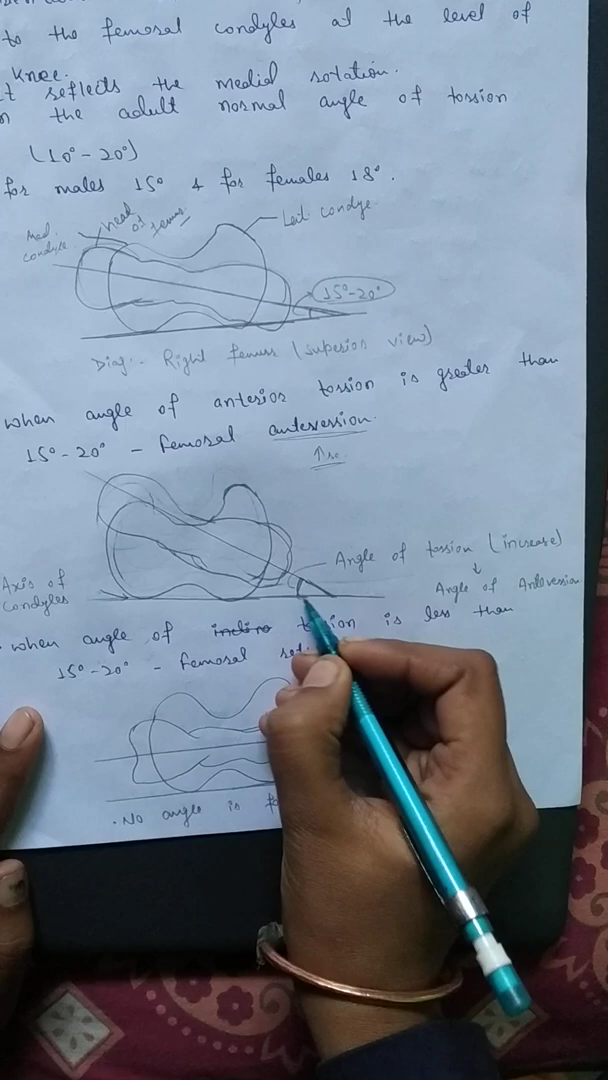 to the femoral condyles at the level of
knee.
reflects the medial rotation.
the adult normal angle of torsion
(10°-20°)
for males 15° & for females 18°.
Med. condyle
head of femur
Lat condyle
15°-20°
Diag:- Right femur (superior view)
when angle of anterior torsion is greater than
15°-20° - femoral anteversion.
↑se
Angle of torsion (increase)
↓
Angle of Anteversion
Axis of
condyles
• when angle of torsion is less than
15°-20° - femoral
• No angle is